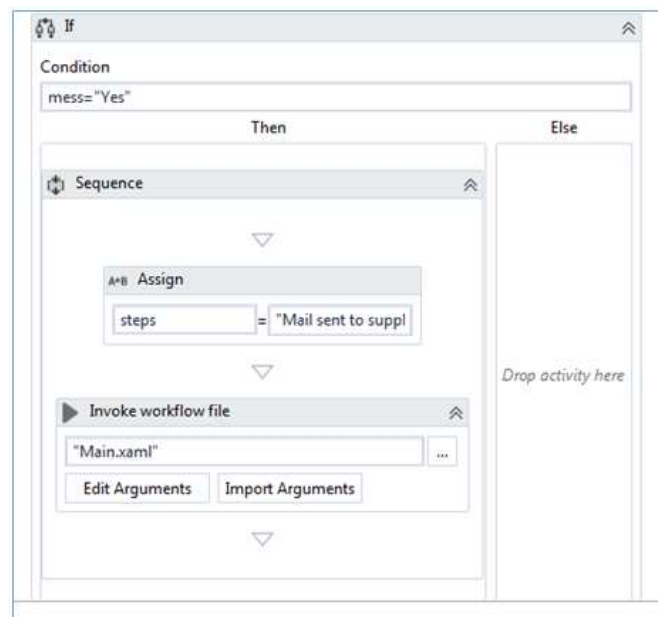 If
Condition
mess="Yes"
Then Else
Sequence
A+B Assign
steps = "Mail sent to suppl
Drop activity here
Invoke workflow file
"Main.xaml" ...
Edit Arguments Import Arguments